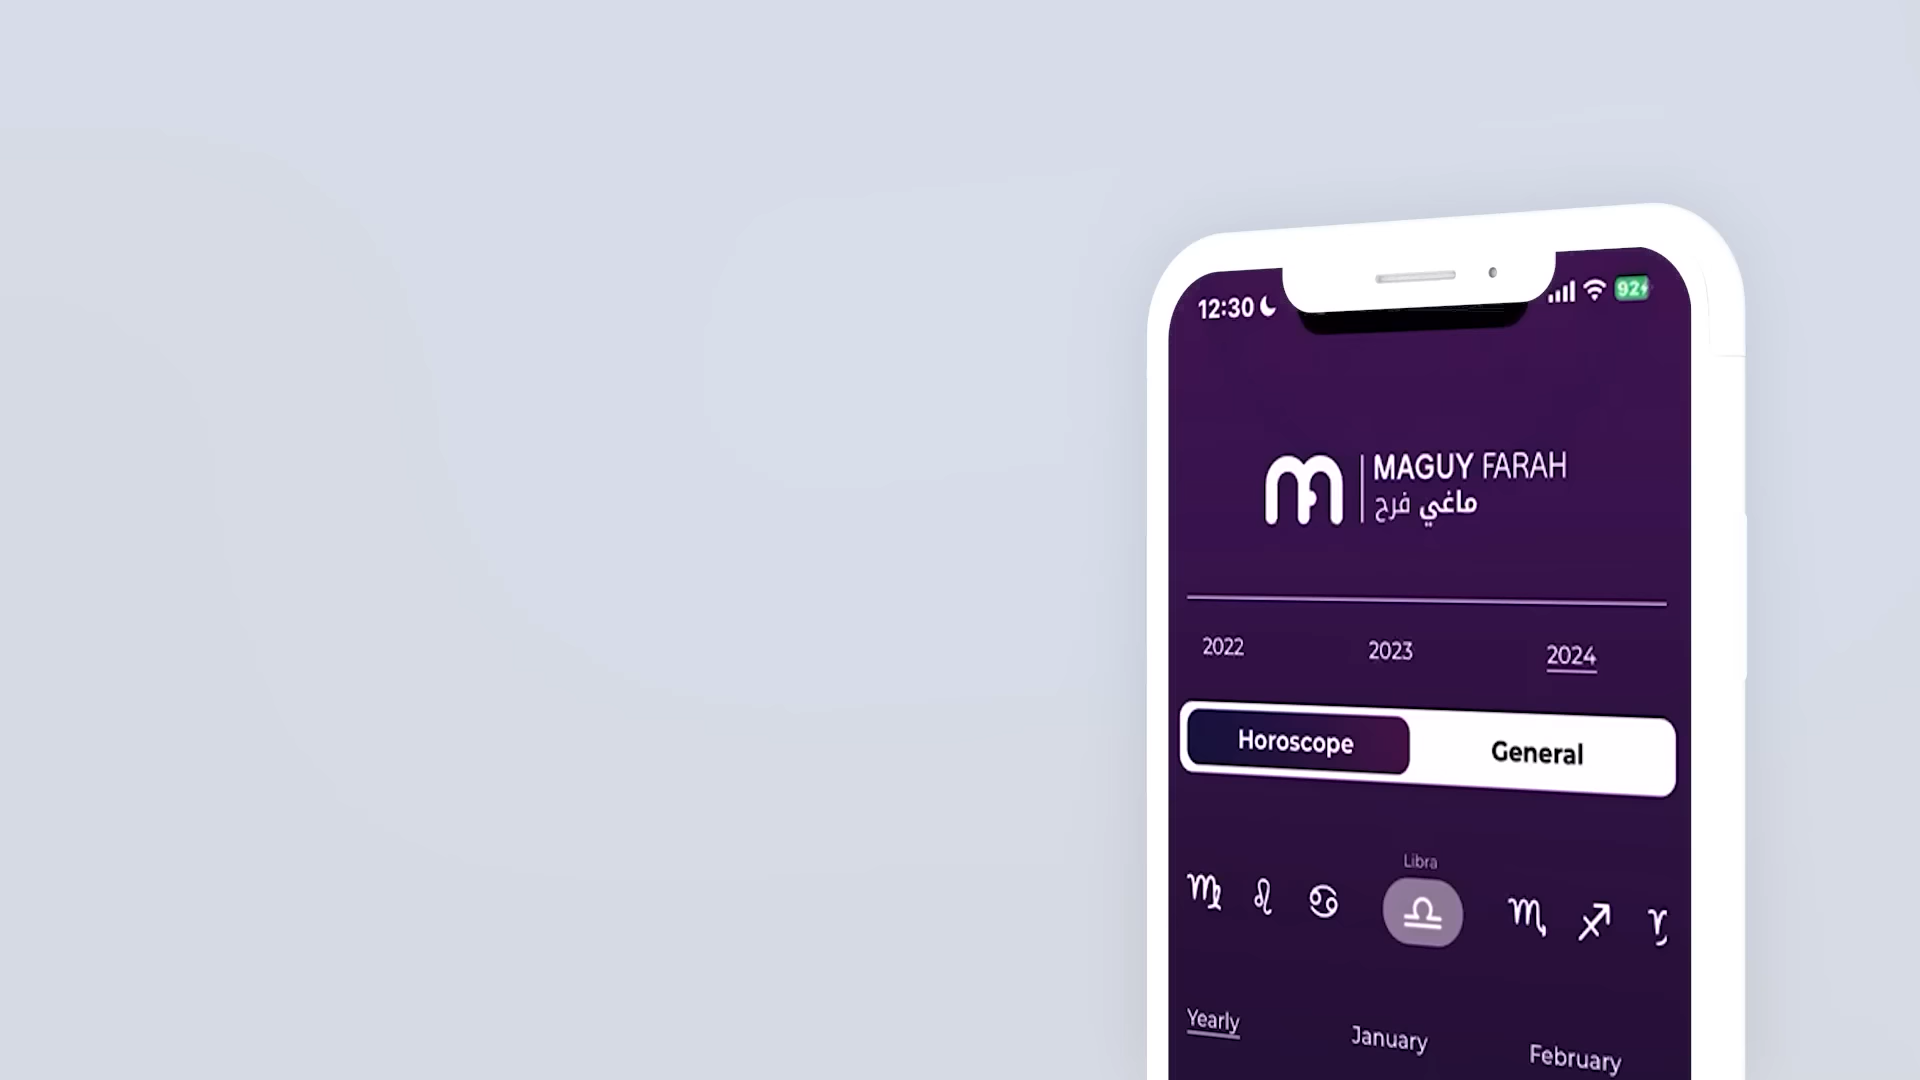 12:30
92
MAGUY FARAH
ماغي فرح
2022 2023 2024
Horoscope General
Libra
♍ ♌ ♋ ♎ ♏ ♐
Yearly January February